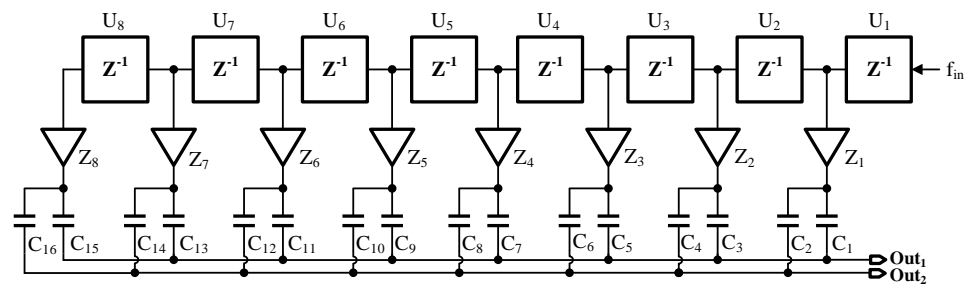 U₈ U₇ U₆ U₅ U₄ U₃ U₂ U₁
Z⁻¹ Z⁻¹ Z⁻¹ Z⁻¹ Z⁻¹ Z⁻¹ Z⁻¹ Z⁻¹ fᵢₙ
Z₈ Z₇ Z₆ Z₅ Z₄ Z₃ Z₂ Z₁
C₁₆ C₁₅ C₁₄ C₁₃ C₁₂ C₁₁ C₁₀ C₉ C₈ C₇ C₆ C₅ C₄ C₃ C₂ C₁
Out₁
Out₂